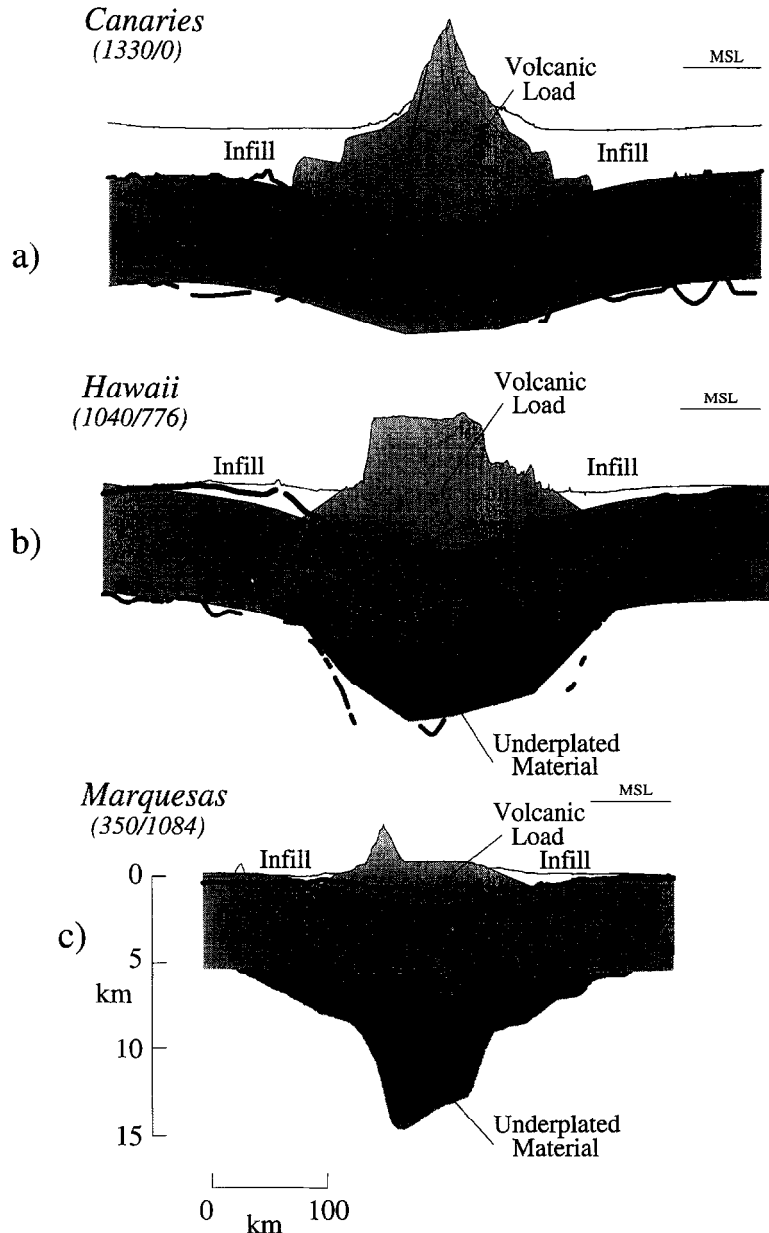 Canaries
(1330/0)
MSL
Volcanic
Load
Infill
Infill
a)
Hawaii
(1040/776)
Volcanic
Load
MSL
Infill
Infill
b)
Underplated
Material
Marquesas
(350/1084)
MSL
Volcanic
Load
Infill
Infill
0
c)
5
km
10
15
Underplated
Material
0
100
km